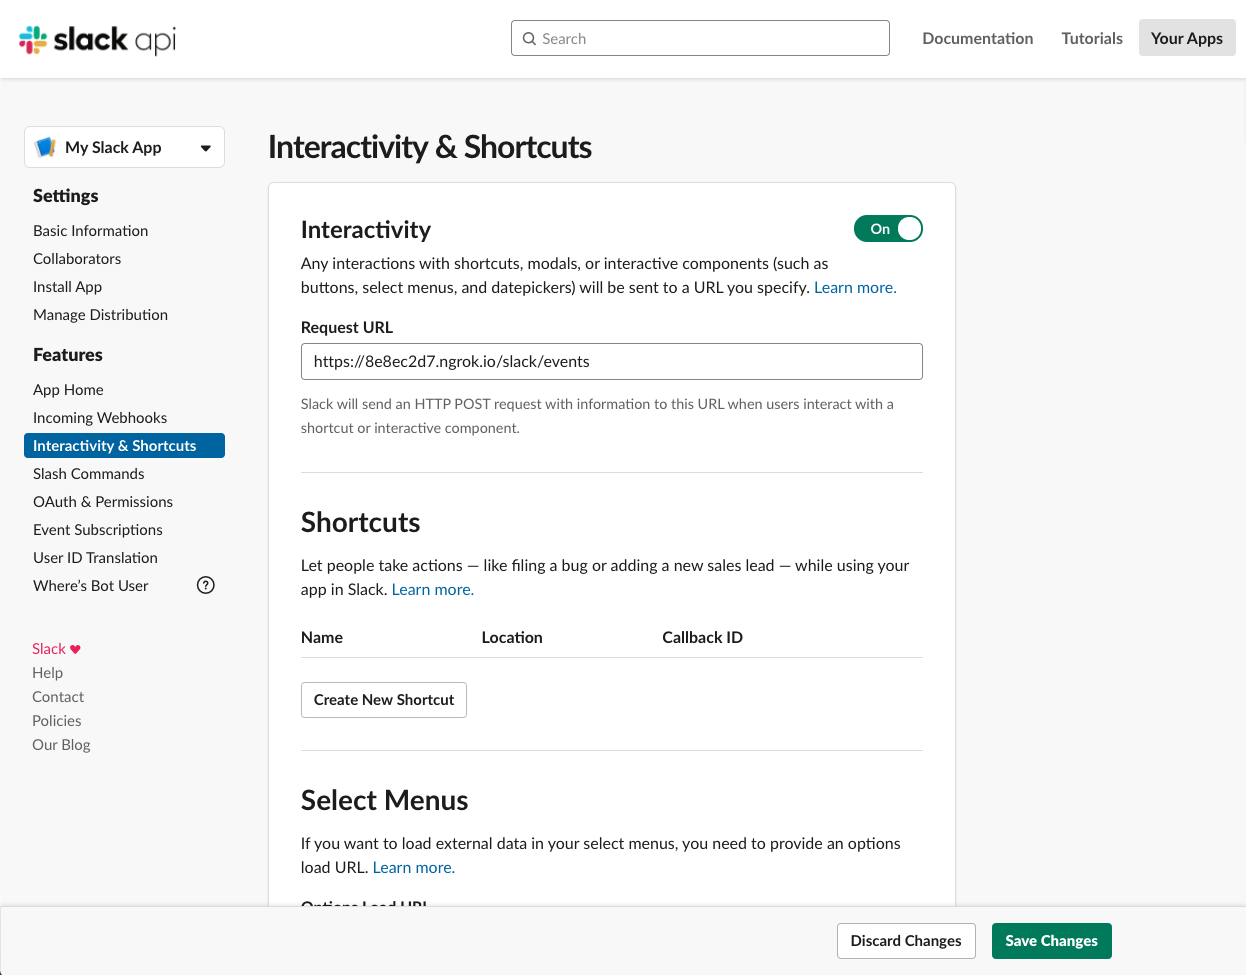 slack api
Search
Documentation
Tutorials
Your Apps
My Slack App
Settings
Basic Information
Collaborators
Install App
Manage Distribution
Features
App Home
Incoming Webhooks
Interactivity & Shortcuts
Slash Commands
OAuth & Permissions
Event Subscriptions
User ID Translation
Where's Bot User
?
Slack ♥
Help
Contact
Policies
Our Blog
Interactivity & Shortcuts
Interactivity
On
Any interactions with shortcuts, modals, or interactive components (such as
buttons, select menus, and datepickers) will be sent to a URL you specify. Learn more.
Request URL
https://8e8ec2d7.ngrok.io/slack/events
Slack will send an HTTP POST request with information to this URL when users interact with a
shortcut or interactive component.
Shortcuts
Let people take actions — like filing a bug or adding a new sales lead — while using your
app in Slack. Learn more.
Name Location Callback ID
Create New Shortcut
Select Menus
If you want to load external data in your select menus, you need to provide an options
load URL. Learn more.
Options Load URL
Discard Changes
Save Changes